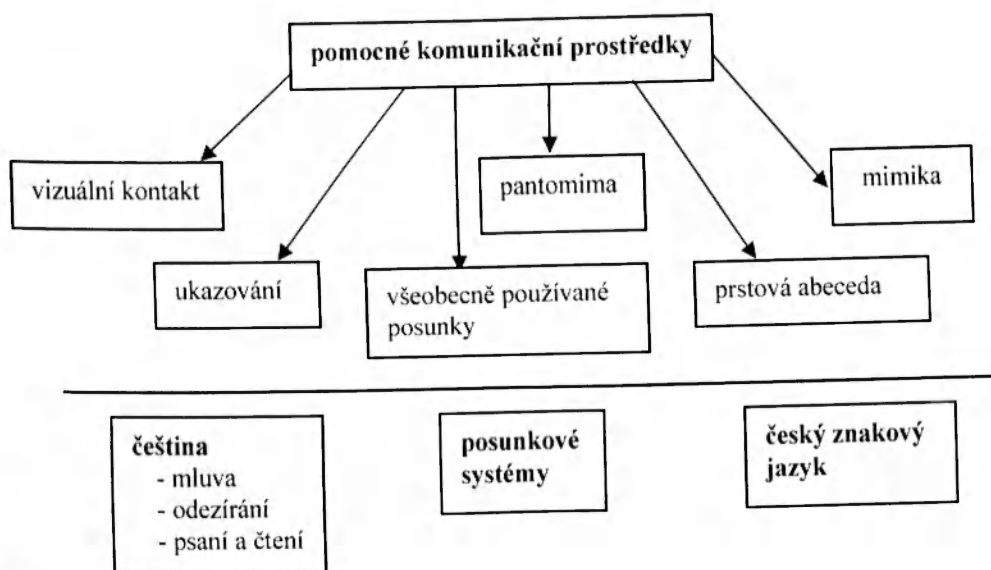 pomocné komunikační prostředky
vizuální kontakt
pantomima
mimika
ukazování
všeobecně používané
posunky
prstová abeceda
čeština
- mluva
- odezírání
- psaní a čtení
posunkové
systémy
český znakový
jazyk